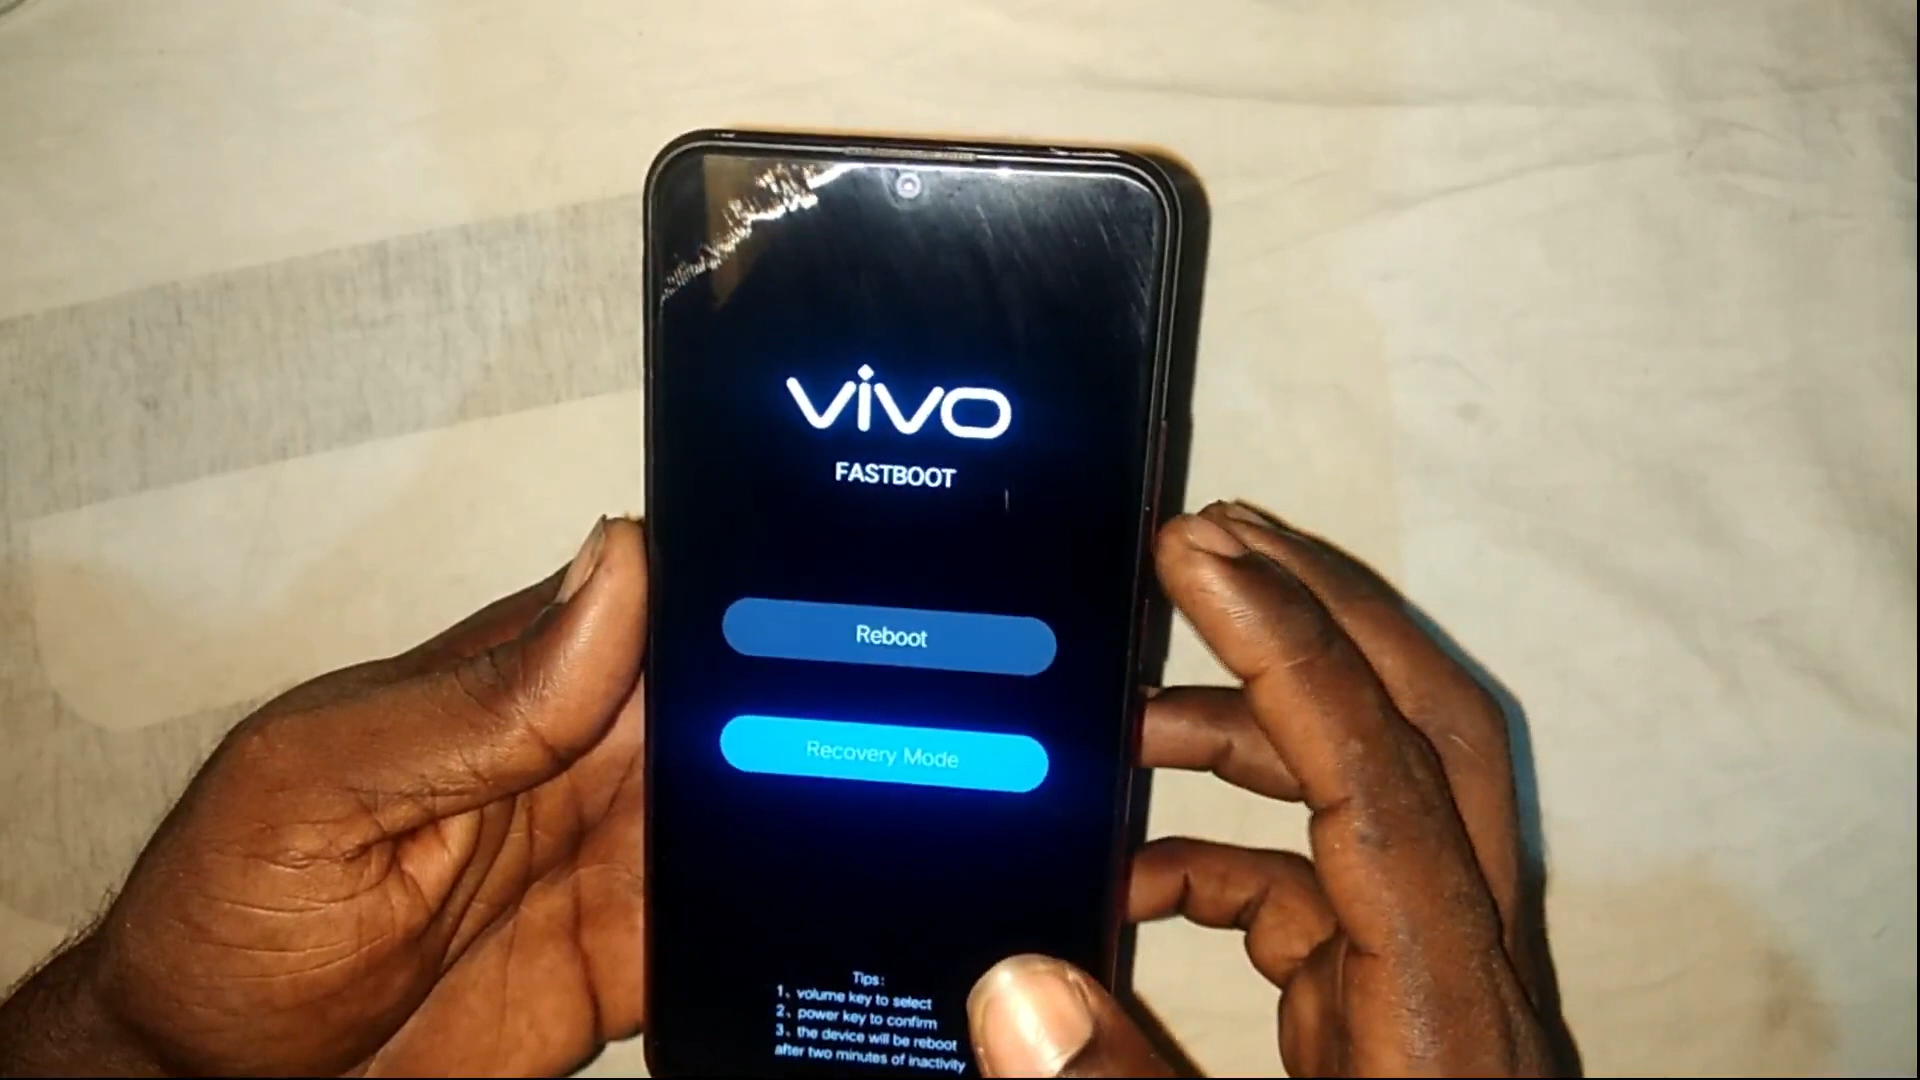 vivo
FASTBOOT
Reboot
Recovery Mode
Tips:
1、volume key to select
2、power key to confirm
3、the device will be reboot
after two minutes of inactivity